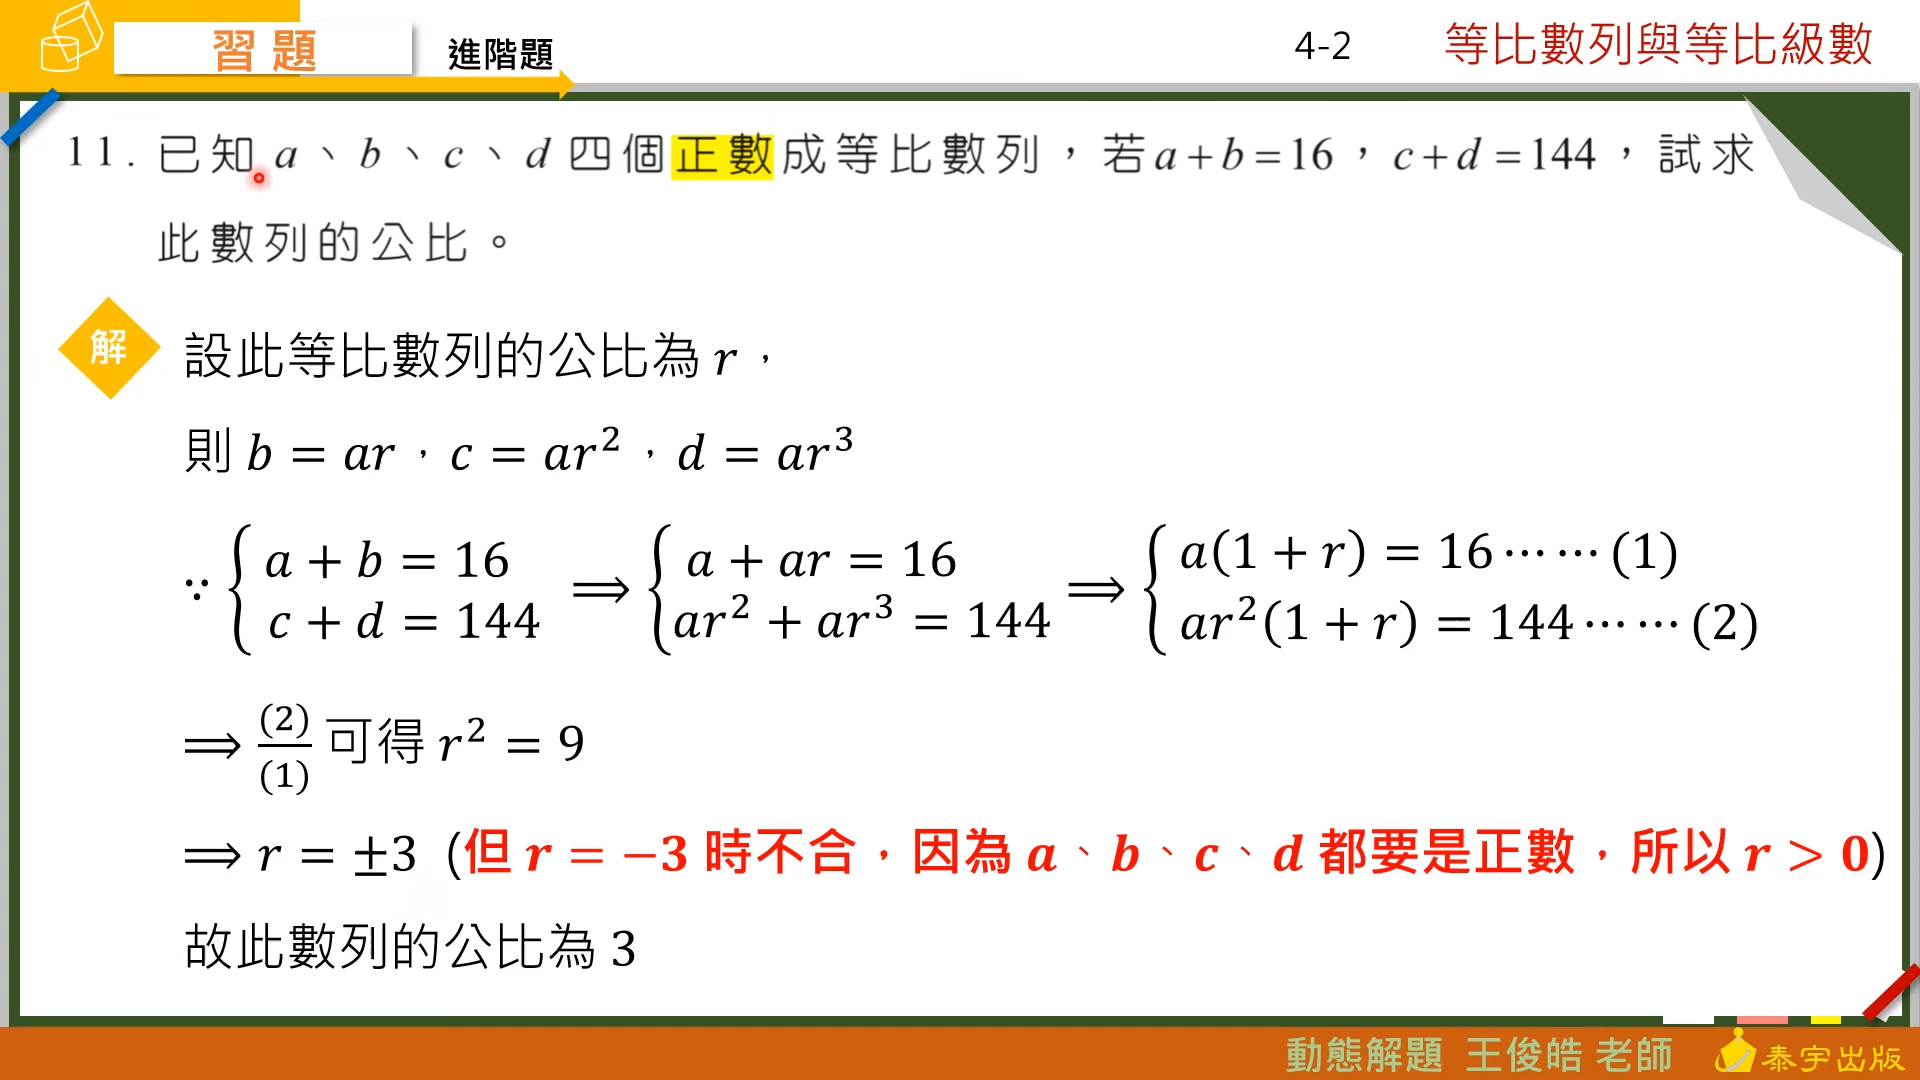 習題 進階題 4-2 等比數列與等比級數
11. 已知 a、b、c、d 四個正數成等比數列，若 a+b=16，c+d=144，試求
此數列的公比。
解 設此等比數列的公比為 r，
則 b = ar，c = ar²，d = ar³
∵ { a + b = 16 ⟹ { a + ar = 16 ⟹ { a(1 + r) = 16⋯⋯(1)
c + d = 144 ar² + ar³ = 144 ar²(1 + r) = 144⋯⋯(2)
⟹ (2)/(1) 可得 r² = 9
⟹ r = ±3 (但 r = −3 時不合，因為 a、b、c、d 都要是正數，所以 r > 0)
故此數列的公比為 3
動態解題 王俊皓 老師 泰宇出版